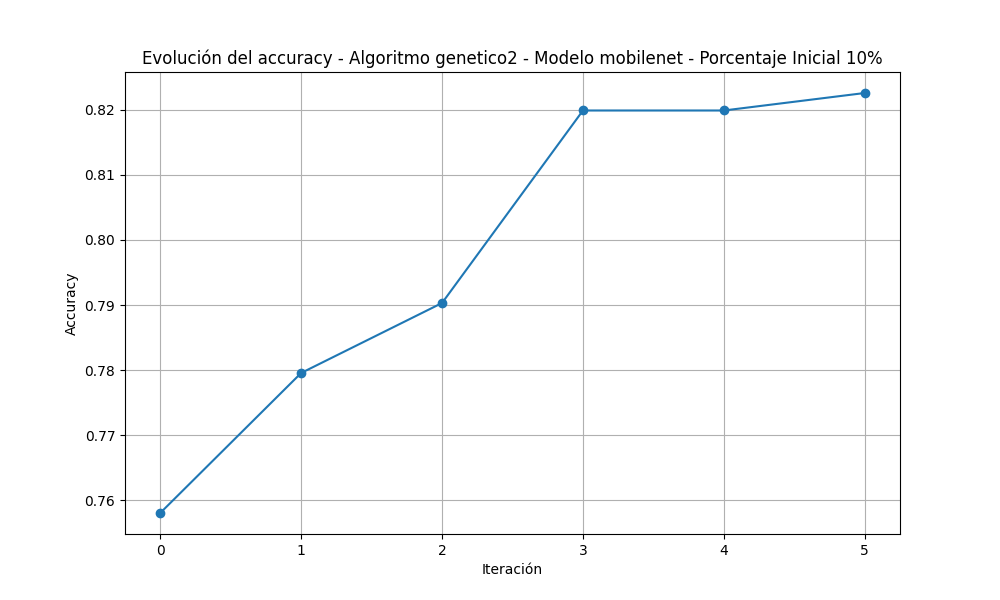 Evolución del accuracy - Algoritmo genetico2 - Modelo mobilenet - Porcentaje Inicial 10%
0.82
0.81
0.80
0.79
0.78
0.77
0.76
Accuracy
0 1 2 3 4 5
Iteración